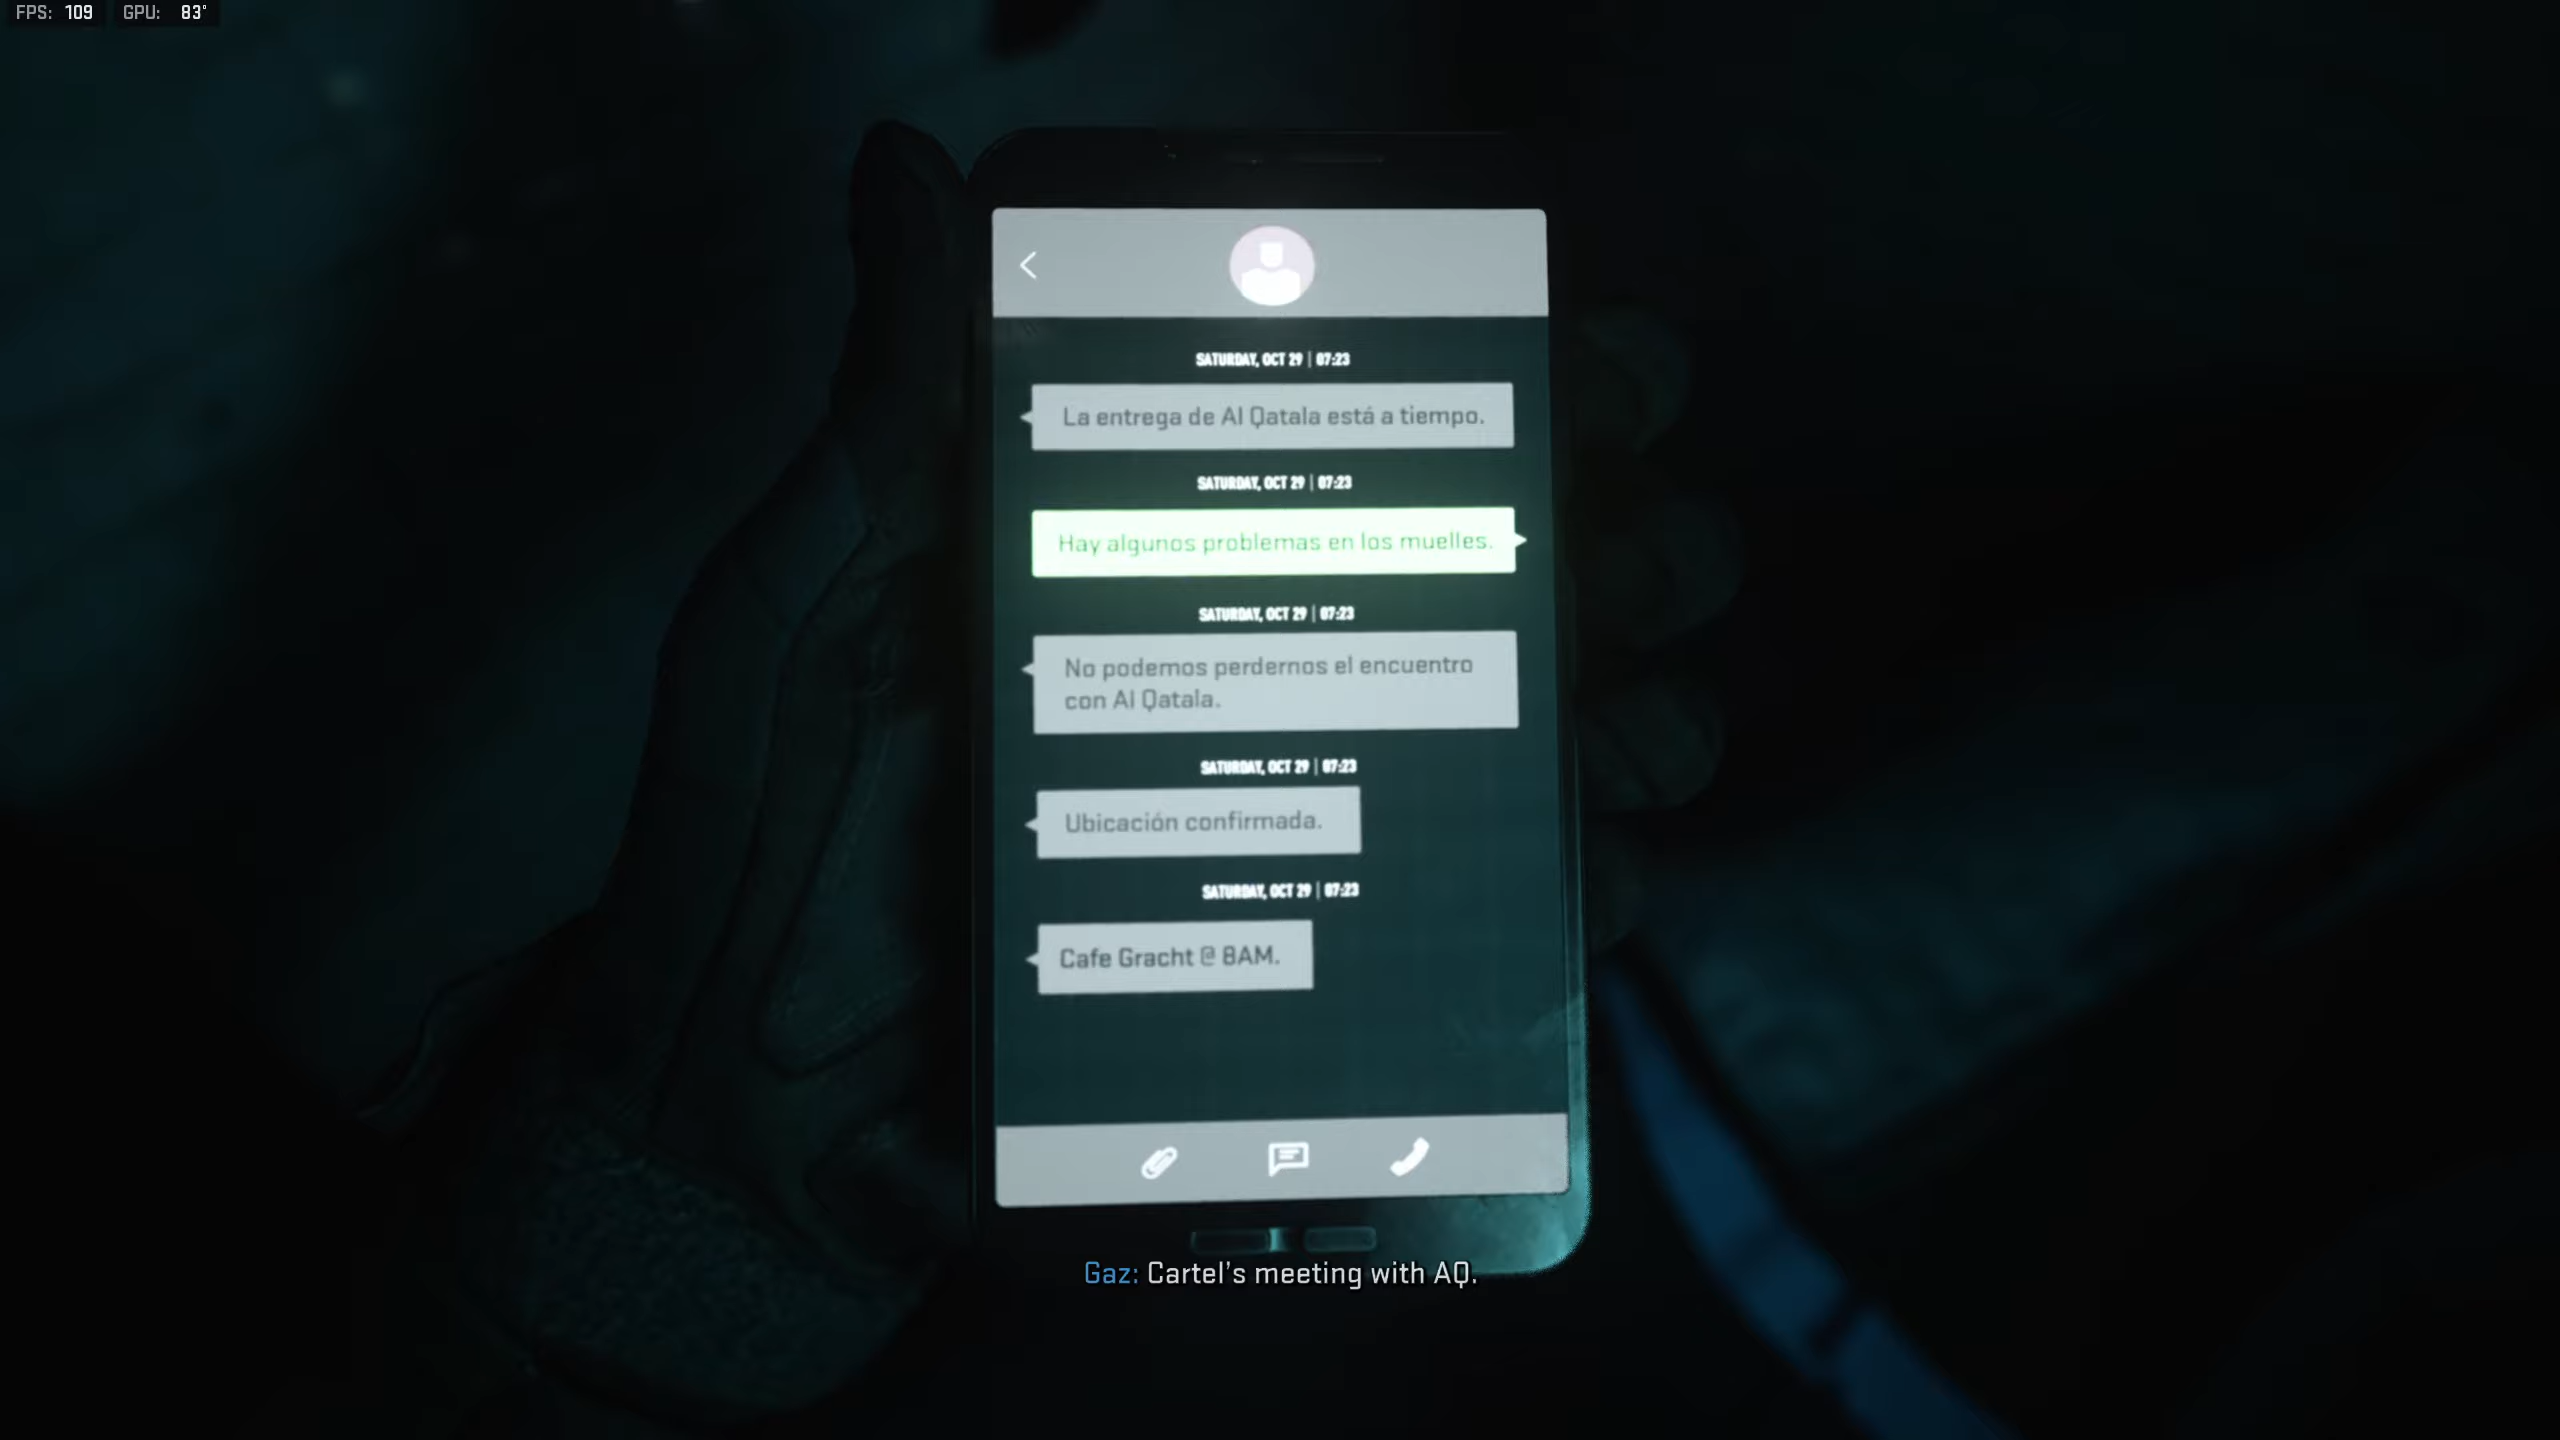 FPS: 109 GPU: 83°
SATURDAY, OCT 29 | 07:23
La entrega de Al Qatala está a tiempo.
SATURDAY, OCT 29 | 07:23
Hay algunos problemas en los muelles.
SATURDAY, OCT 29 | 07:23
No podemos perdernos el encuentro
con Al Qatala.
SATURDAY, OCT 29 | 07:23
Ubicación confirmada.
SATURDAY, OCT 29 | 07:23
Cafe Gracht @ 8AM.
Gaz: Cartel's meeting with AQ.